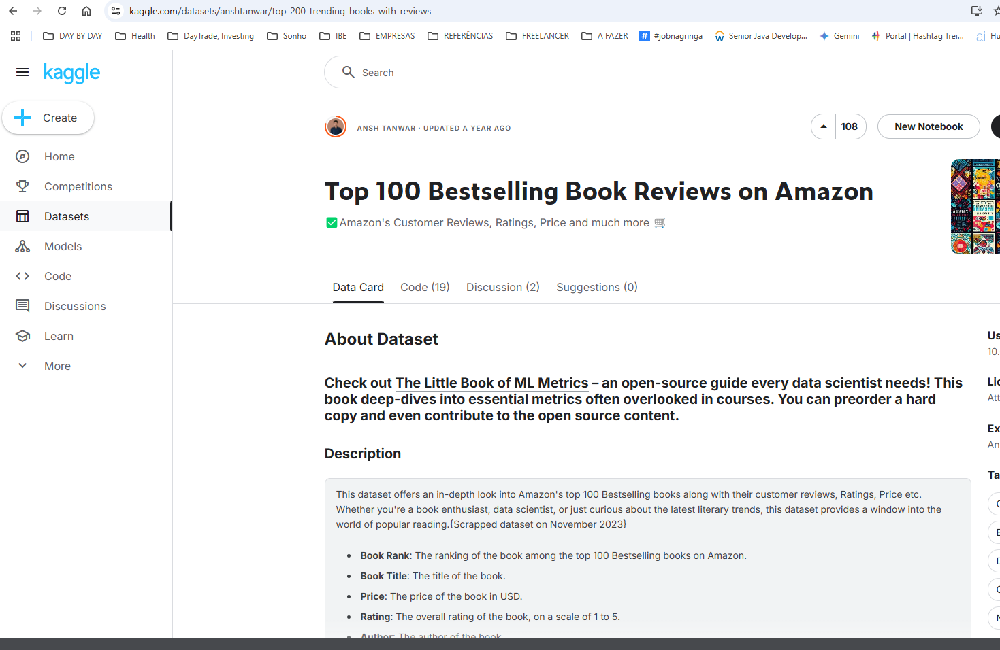 kaggle.com/datasets/anshtanwar/top-200-trending-books-with-reviews
DAY BY DAY
Health
DayTrade, Investing
Sonho
IBE
EMPRESAS
REFERÊNCIAS
FREELANCER
A FAZER
#jobnagringa
Senior Java Develop...
Gemini
Portal | Hashtag Trei...
ai Hu
kaggle
Search
Create
Home
Competitions
Datasets
Models
Code
Discussions
Learn
More
ANSH TANWAR · UPDATED A YEAR AGO
108
New Notebook
Top 100 Bestselling Book Reviews on Amazon
✅Amazon's Customer Reviews, Ratings, Price and much more 🛒
Data Card
Code (19)
Discussion (2)
Suggestions (0)
About Dataset
Check out The Little Book of ML Metrics – an open-source guide every data scientist needs! This
book deep-dives into essential metrics often overlooked in courses. You can preorder a hard
copy and even contribute to the open source content.
Description
This dataset offers an in-depth look into Amazon's top 100 Bestselling books along with their customer reviews, Ratings, Price etc.
Whether you're a book enthusiast, data scientist, or just curious about the latest literary trends, this dataset provides a window into the
world of popular reading.{Scrapped dataset on November 2023}
• Book Rank: The ranking of the book among the top 100 Bestselling books on Amazon.
• Book Title: The title of the book.
• Price: The price of the book in USD.
• Rating: The overall rating of the book, on a scale of 1 to 5.
• Author: The author of the book
Us
10.
Lic
Att
Ex
An
Ta